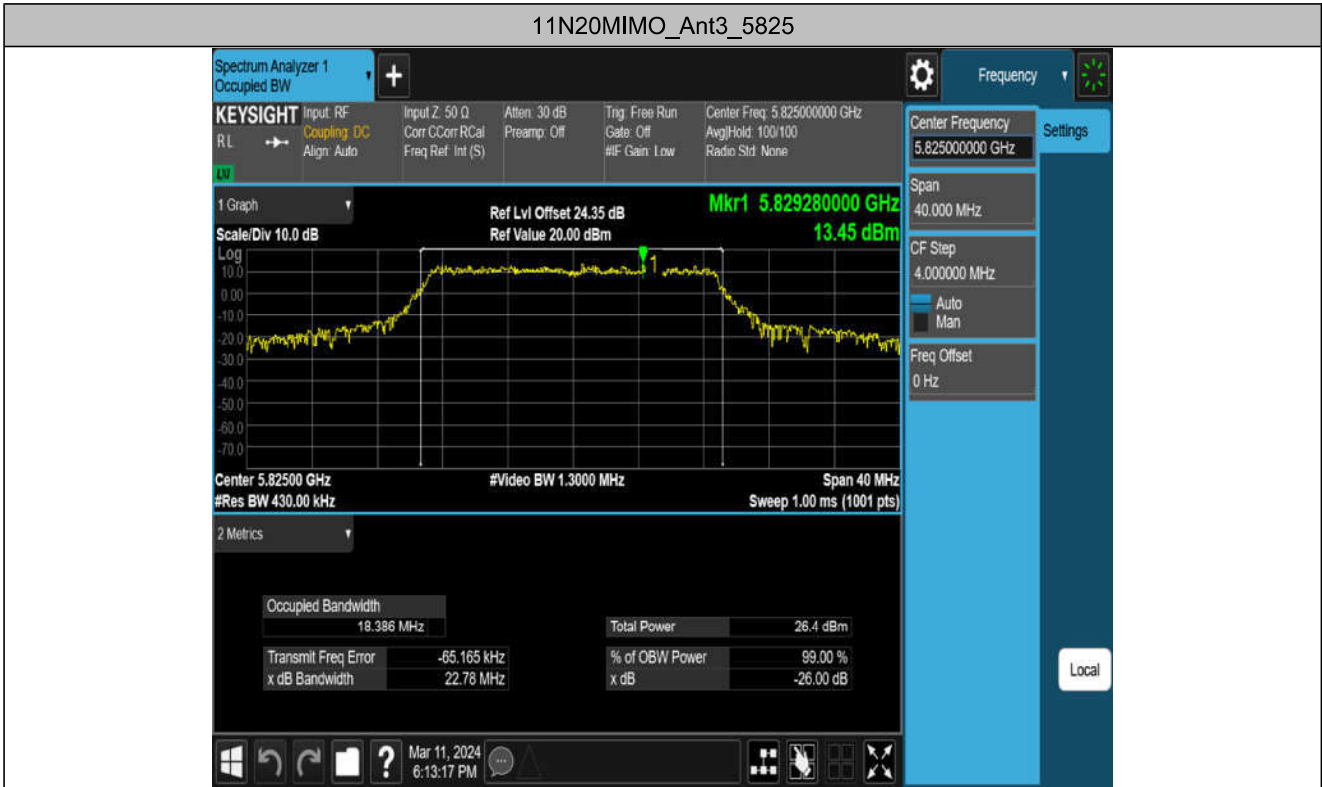 11N20MIMO_Ant3_5825
Spectrum Analyzer 1
Occupied BW
+
Frequency
KEYSIGHT
RL
LXI
Input: RF
Coupling: DC
Align: Auto
Input Z: 50 Ω
Corr CCorr RCal
Freq Ref: Int (S)
Atten: 30 dB
Preamp: Off
Trig: Free Run
Gate: Off
#IF Gain: Low
Center Freq: 5.825000000 GHz
Avg|Hold: 100/100
Radio Std: None
1 Graph
Scale/Div 10.0 dB
Ref Lvl Offset 24.35 dB
Ref Value 20.00 dBm
Mkr1 5.829280000 GHz
13.45 dBm
Log
10.0
0.00
-10.0
-20.0
-30.0
-40.0
-50.0
-60.0
-70.0
1
Center 5.82500 GHz
#Res BW 430.00 kHz
#Video BW 1.3000 MHz
Span 40 MHz
Sweep 1.00 ms (1001 pts)
2 Metrics
Occupied Bandwidth
18.386 MHz
Transmit Freq Error -65.165 kHz
x dB Bandwidth 22.78 MHz
Total Power 26.4 dBm
% of OBW Power 99.00 %
x dB -26.00 dB
Mar 11, 2024
6:13:17 PM
?
Center Frequency
5.825000000 GHz
Span
40.000 MHz
CF Step
4.000000 MHz
Auto
Man
Freq Offset
0 Hz
Settings
Local